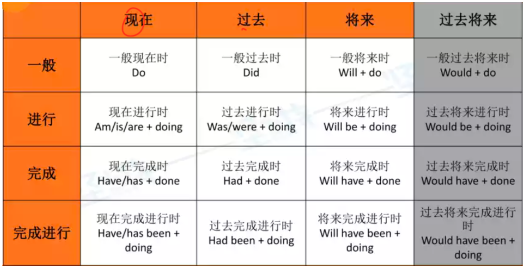 现在 过去 将来 过去将来
一般 一般现在时 一般过去时 一般将来时 一般过去将来时
Do Did Will + do Would + do
进行 现在进行时 过去进行时 将来进行时 过去将来进行时
Am/is/are + doing Was/were + doing Will be + doing Would be + doing
完成 现在完成时 过去完成时 将来完成时 过去将来完成时
Have/has + done Had + done Will have + done Would have + done
完成进行 现在完成进行时 过去完成进行时 将来完成进行时 过去将来完成进行时
Have/has been + doing Had been + doing Will have been + doing Would have been + doing